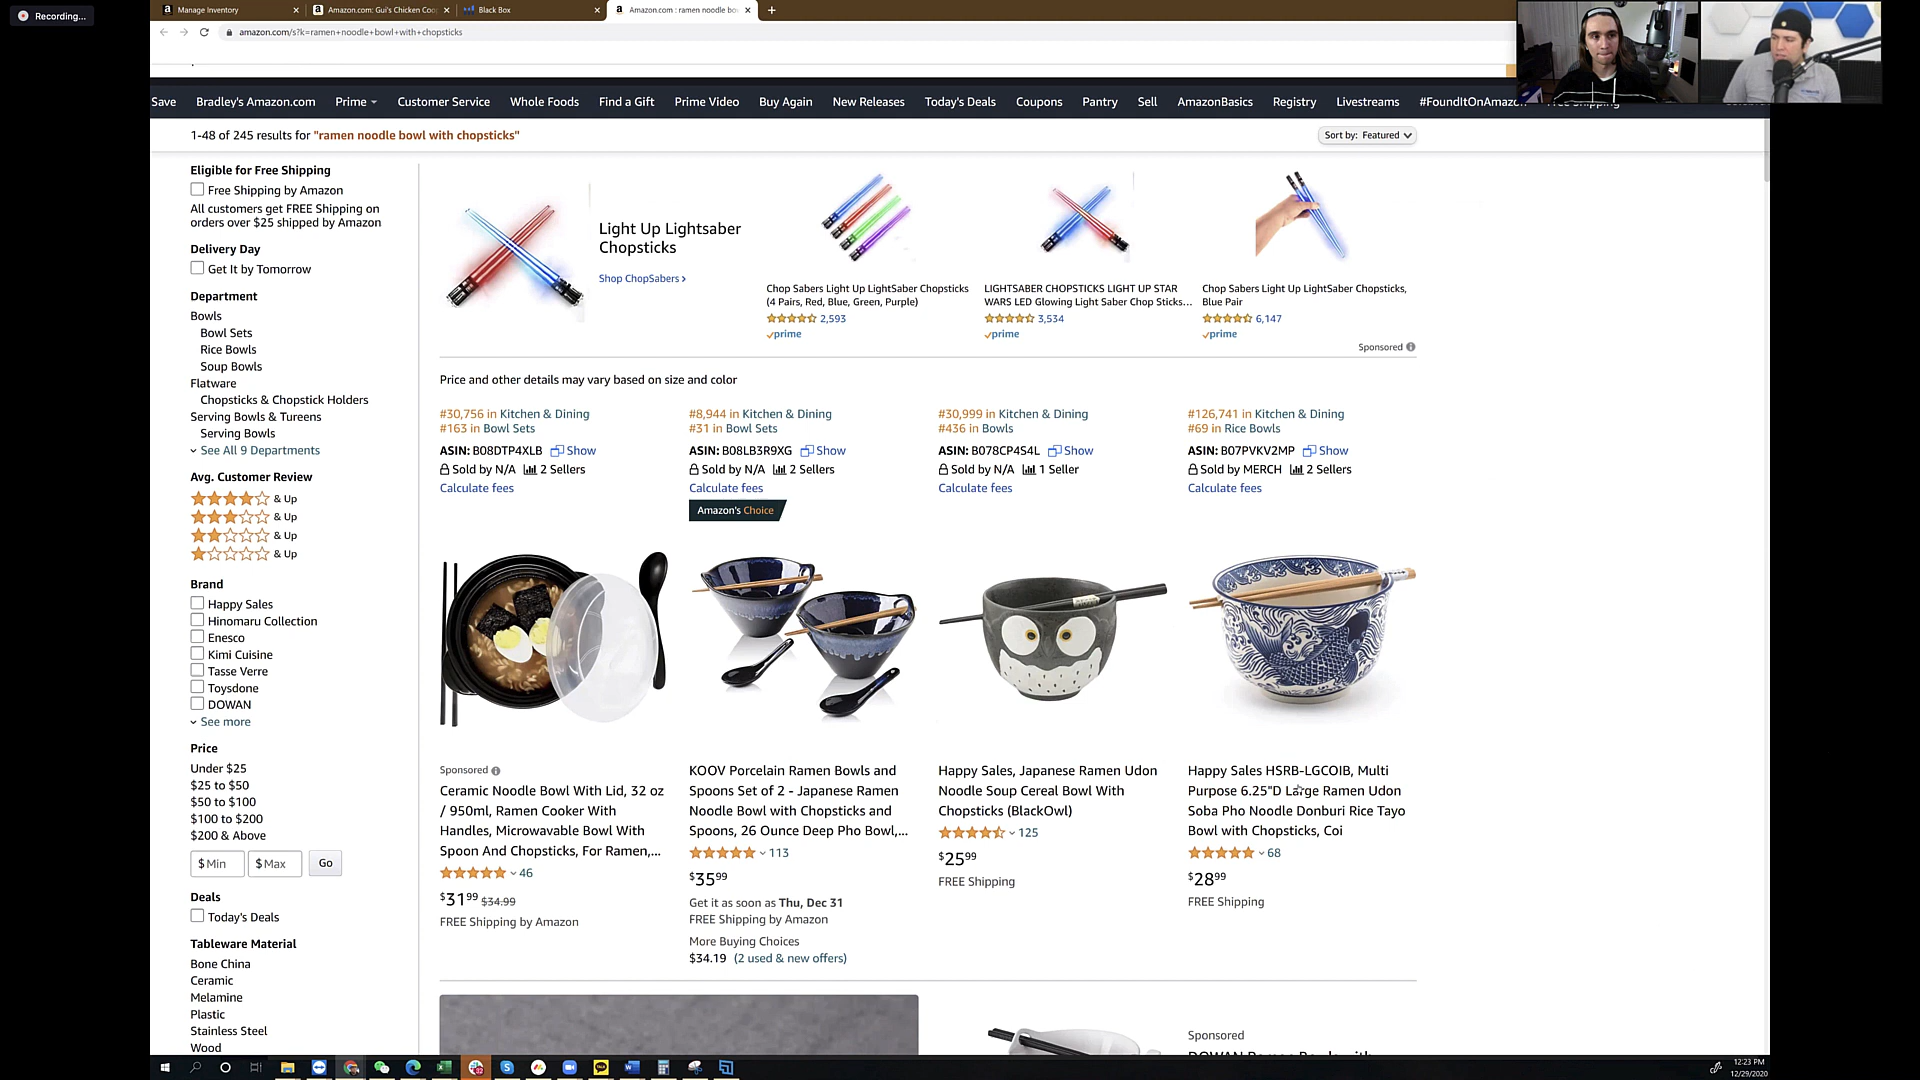 Recording...
Manage Inventory
Amazon.com: Gui's Chicken Coo
Black Box
Amazon.com : ramen noodle bo
amazon.com/s?k=ramen+noodle+bowl+with+chopsticks
Save
Bradley's Amazon.com
Prime
Customer Service
Whole Foods
Find a Gift
Prime Video
Buy Again
New Releases
Today's Deals
Coupons
Pantry
Sell
AmazonBasics
Registry
Livestreams
#FoundItOnAmazon
1-48 of 245 results for "ramen noodle bowl with chopsticks"
Sort by: Featured
Eligible for Free Shipping
Free Shipping by Amazon
All customers get FREE Shipping on
orders over $25 shipped by Amazon
Delivery Day
Get It by Tomorrow
Department
Bowls
Bowl Sets
Rice Bowls
Soup Bowls
Flatware
Chopsticks & Chopstick Holders
Serving Bowls & Tureens
Serving Bowls
See All 9 Departments
Avg. Customer Review
& Up
& Up
& Up
& Up
Brand
Happy Sales
Hinomaru Collection
Enesco
Kimi Cuisine
Tasse Verre
Toysdone
DOWAN
See more
Price
Under $25
$25 to $50
$50 to $100
$100 to $200
$200 & Above
$ Min
$ Max
Go
Deals
Today's Deals
Tableware Material
Bone China
Ceramic
Melamine
Plastic
Stainless Steel
Wood
Light Up Lightsaber
Chopsticks
Shop ChopSabers ›
Chop Sabers Light Up LightSaber Chopsticks
(4 Pairs, Red, Blue, Green, Purple)
2,593
prime
LIGHTSABER CHOPSTICKS LIGHT UP STAR
WARS LED Glowing Light Saber Chop Sticks...
3,534
prime
Chop Sabers Light Up LightSaber Chopsticks,
Blue Pair
6,147
prime
Sponsored
Price and other details may vary based on size and color
#30,756 in Kitchen & Dining
#163 in Bowl Sets
ASIN: B08DTP4XLB Show
Sold by N/A 2 Sellers
Calculate fees
Sponsored
Ceramic Noodle Bowl With Lid, 32 oz
/ 950ml, Ramen Cooker With
Handles, Microwavable Bowl With
Spoon And Chopsticks, For Ramen,...
46
$31.99 $34.99
FREE Shipping by Amazon
#8,944 in Kitchen & Dining
#31 in Bowl Sets
ASIN: B08LB3R9XG Show
Sold by N/A 2 Sellers
Calculate fees
Amazon's Choice
KOOV Porcelain Ramen Bowls and
Spoons Set of 2 - Japanese Ramen
Noodle Bowl with Chopsticks and
Spoons, 26 Ounce Deep Pho Bowl,...
113
$35.99
Get it as soon as Thu, Dec 31
FREE Shipping by Amazon
More Buying Choices
$34.19 (2 used & new offers)
#30,999 in Kitchen & Dining
#436 in Bowls
ASIN: B078CP4S4L Show
Sold by N/A 1 Seller
Calculate fees
Happy Sales, Japanese Ramen Udon
Noodle Soup Cereal Bowl With
Chopsticks (BlackOwl)
125
$25.99
FREE Shipping
#126,741 in Kitchen & Dining
#69 in Rice Bowls
ASIN: B07PVKV2MP Show
Sold by MERCH 2 Sellers
Calculate fees
Happy Sales HSRB-LGCOIB, Multi
Purpose 6.25"D Large Ramen Udon
Soba Pho Noodle Donburi Rice Tayo
Bowl with Chopsticks, Coi
68
$28.99
FREE Shipping
Sponsored
12:23 PM
12/29/2020